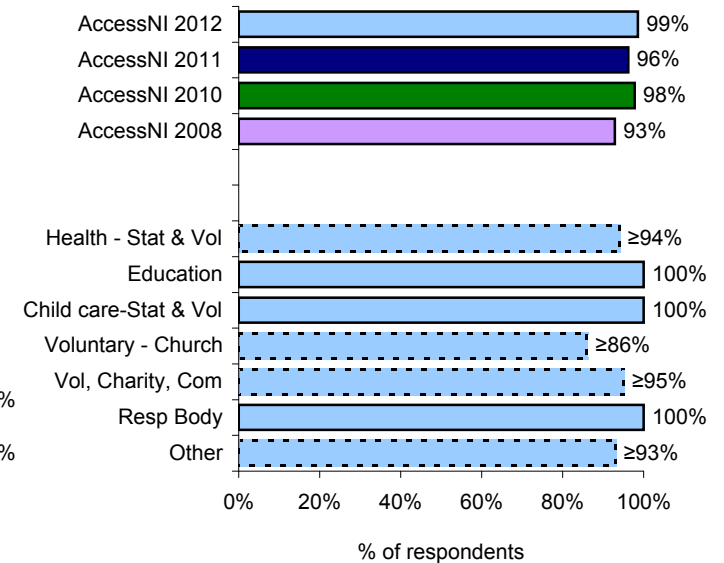 AccessNI 2012 99%
AccessNI 2011 96%
AccessNI 2010 98%
AccessNI 2008 93%
Health - Stat & Vol ≥94%
Education 100%
Child care-Stat & Vol 100%
Voluntary - Church ≥86%
% Vol, Charity, Com ≥95%
Resp Body 100%
% Other ≥93%
0% 20% 40% 60% 80% 100%
% of respondents